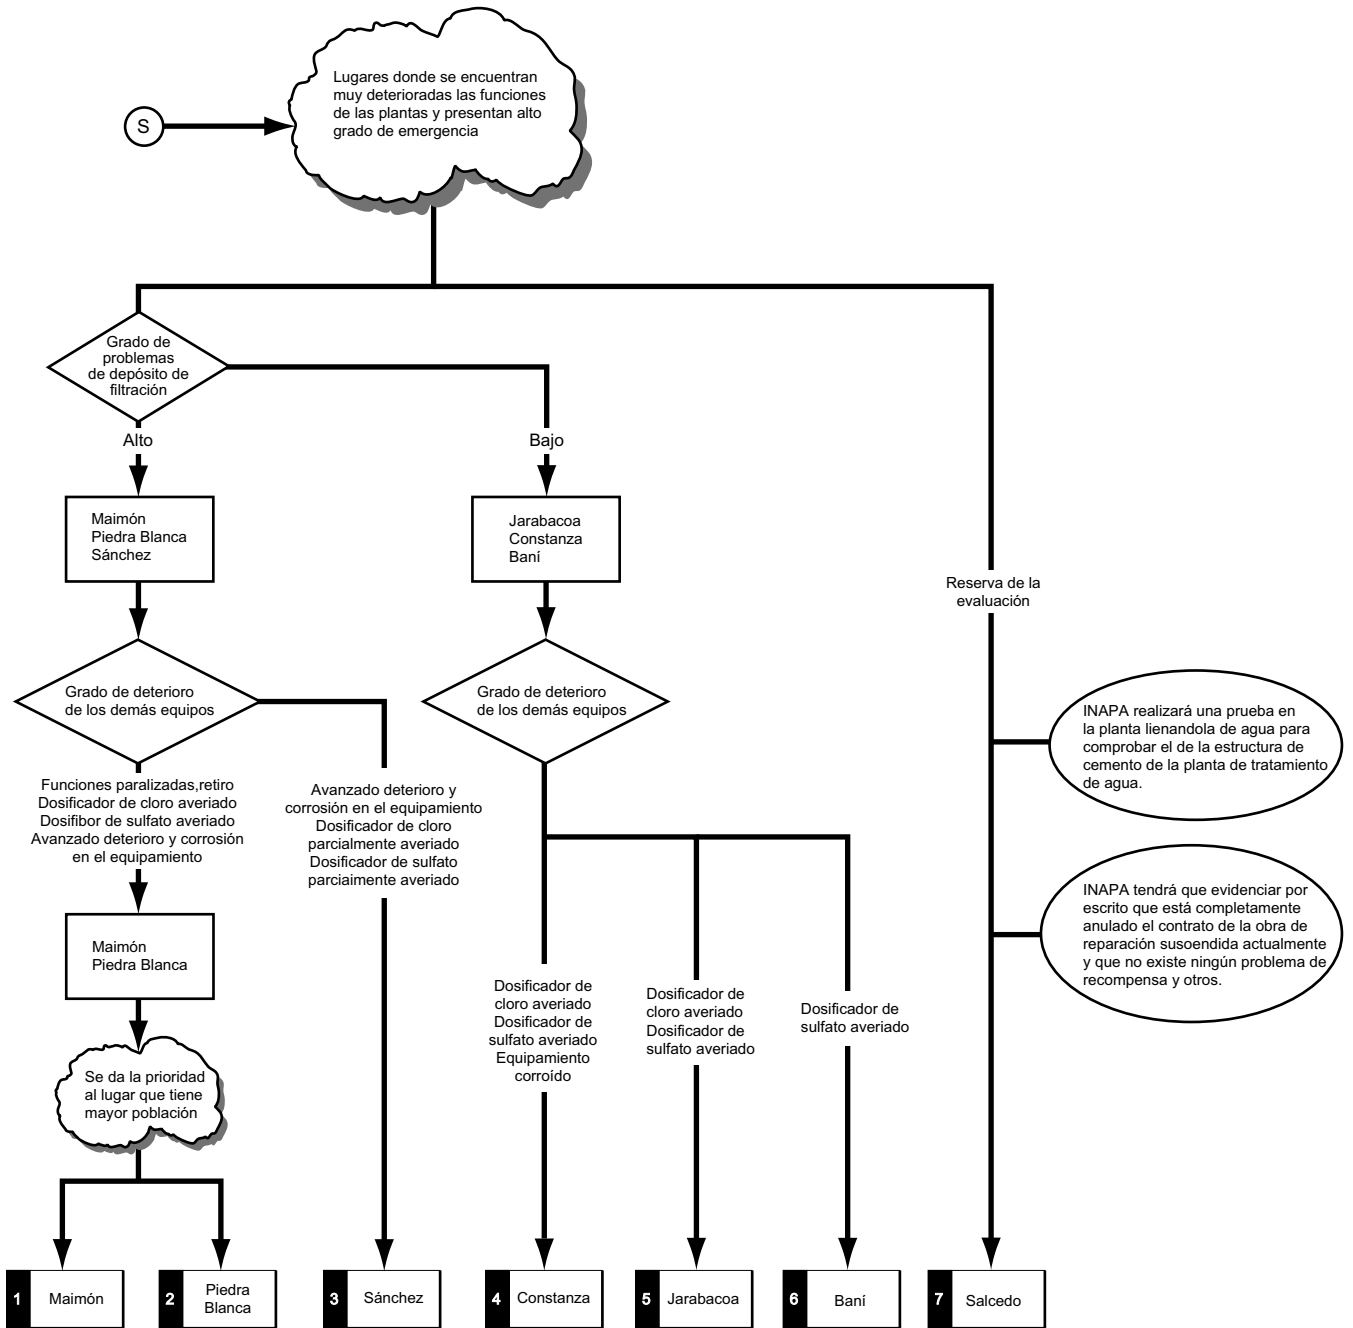 Lugares donde se encuentran
muy deterioradas las funciones
de las plantas y presentan alto
grado de emergencia
S
Grado de
problemas
de depósito de
filtración
Alto
Bajo
Maimón
Piedra Blanca
Sánchez
Jarabacoa
Constanza
Baní
Reserva de la
evaluación
Grado de deterioro
de los demás equipos
Grado de deterioro
de los demás equipos
INAPA realizará una prueba en
la planta lienandola de agua para
comprobar el de la estructura de
cemento de la planta de tratamiento
de agua.
Funciones paralizadas,retiro
Dosificador de cloro averiado
Dosifibor de sulfato averiado
Avanzado deterioro y corrosión
en el equipamiento
Avanzado deterioro y
corrosión en el equipamiento
Dosificador de cloro
parcialmente averiado
Dosificador de sulfato
parciaimente averiado
INAPA tendrá que evidenciar por
escrito que está completamente
anulado el contrato de la obra de
reparación susoendida actualmente
y que no existe ningún problema de
recompensa y otros.
Maimón
Piedra Blanca
Dosificador de
cloro averiado
Dosificador de
sulfato averiado
Equipamiento
corroído
Dosificador de
cloro averiado
Dosificador de
sulfato averiado
Dosificador de
sulfato averiado
Se da la prioridad
al lugar que tiene
mayor población
1 Maimón
2 Piedra
Blanca
3 Sánchez
4 Constanza
5 Jarabacoa
6 Baní
7 Salcedo